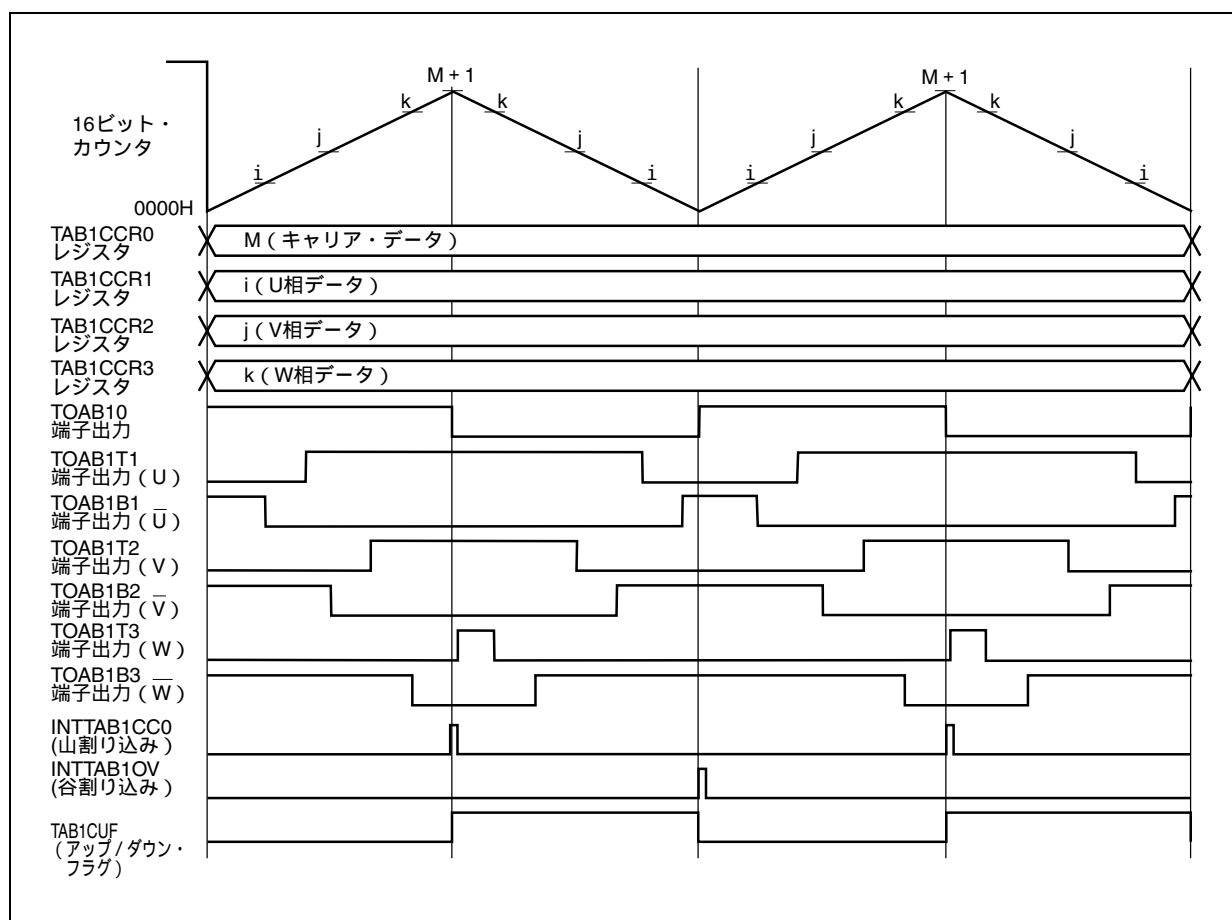 M + 1
M + 1
k
k
k
k
16ビット・
カウンタ
j
j
j
j
i
i
i
i
0000H
TAB1CCR0
レジスタ
M ( キャリア・データ )
TAB1CCR1
レジスタ
i ( U相データ )
TAB1CCR2
レジスタ
j ( V相データ )
TAB1CCR3
レジスタ
k ( W相データ )
TOAB10
端子出力
TOAB1T1
端子出力 ( U )
TOAB1B1
端子出力 ( U̅ )
TOAB1T2
端子出力 ( V )
TOAB1B2
端子出力 ( V̅ )
TOAB1T3
端子出力 ( W )
TOAB1B3
端子出力 ( W̅ )
INTTAB1CC0
(山割り込み )
INTTAB1OV
(谷割り込み )
TAB1CUF
( アップ / ダウン・
フラグ )